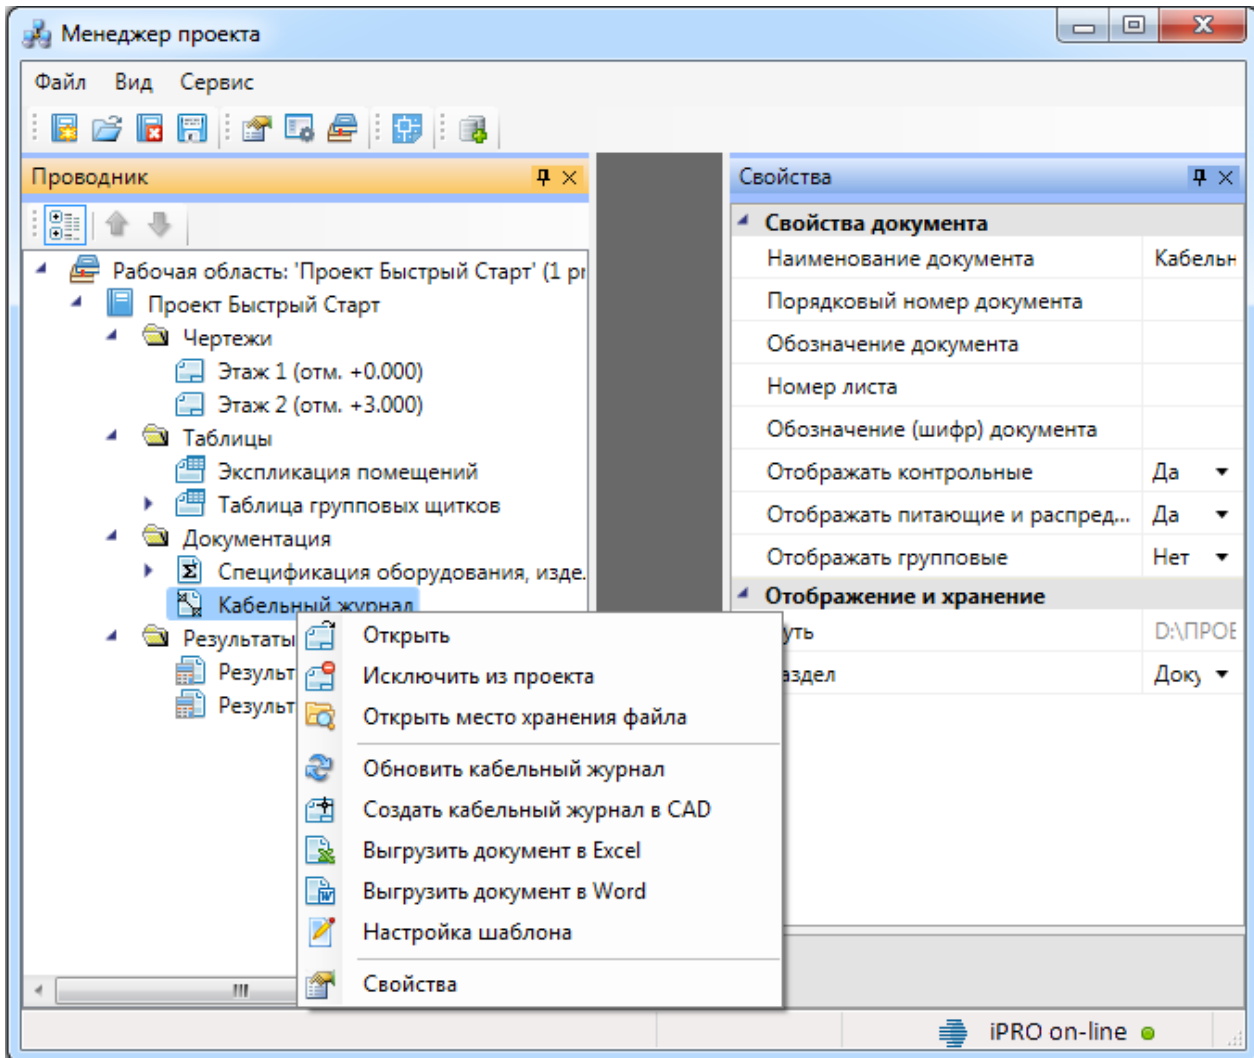 Менеджер проекта
Файл Вид Сервис
Проводник
Рабочая область: 'Проект Быстрый Старт' (1 pr
Проект Быстрый Старт
Чертежи
Этаж 1 (отм. +0.000)
Этаж 2 (отм. +3.000)
Таблицы
Экспликация помещений
Таблица групповых щитков
Документация
Спецификация оборудования, изде...
Кабельный журнал
Результаты
Результ
Результ
Открыть
Исключить из проекта
Открыть место хранения файла
Обновить кабельный журнал
Создать кабельный журнал в CAD
Выгрузить документ в Excel
Выгрузить документ в Word
Настройка шаблона
Свойства
Свойства
Свойства документа
Наименование документа Кабельн
Порядковый номер документа
Обозначение документа
Номер листа
Обозначение (шифр) документа
Отображать контрольные Да
Отображать питающие и распред... Да
Отображать групповые Нет
Отображение и хранение
уть D:\ПРОЕ
аздел Доку
iPRO on-line